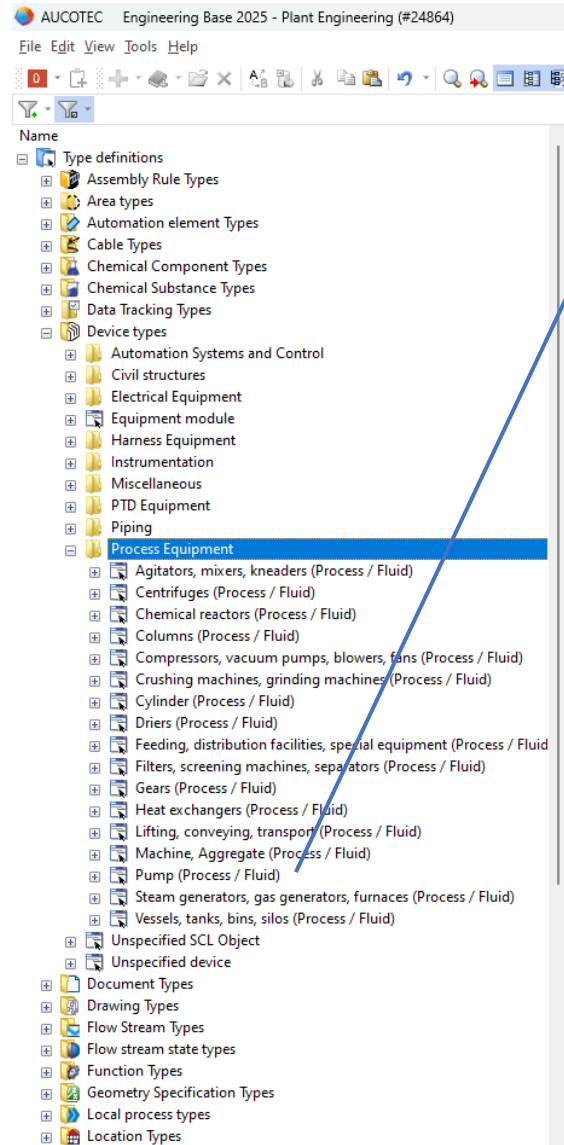 AUCOTEC Engineering Base 2025 - Plant Engineering (#24864)
File Edit View Tools Help
0
Name
Type definitions
Assembly Rule Types
Area types
Automation element Types
Cable Types
Chemical Component Types
Chemical Substance Types
Data Tracking Types
Device types
Automation Systems and Control
Civil structures
Electrical Equipment
Equipment module
Harness Equipment
Instrumentation
Miscellaneous
PTD Equipment
Piping
Process Equipment
Agitators, mixers, kneaders (Process / Fluid)
Centrifuges (Process / Fluid)
Chemical reactors (Process / Fluid)
Columns (Process / Fluid)
Compressors, vacuum pumps, blowers, fans (Process / Fluid)
Crushing machines, grinding machines (Process / Fluid)
Cylinder (Process / Fluid)
Driers (Process / Fluid)
Feeding, distribution facilities, special equipment (Process / Fluid
Filters, screening machines, separators (Process / Fluid)
Gears (Process / Fluid)
Heat exchangers (Process / Fluid)
Lifting, conveying, transport (Process / Fluid)
Machine, Aggregate (Process / Fluid)
Pump (Process / Fluid)
Steam generators, gas generators, furnaces (Process / Fluid)
Vessels, tanks, bins, silos (Process / Fluid)
Unspecified SCL Object
Unspecified device
Document Types
Drawing Types
Flow Stream Types
Flow stream state types
Function Types
Geometry Specification Types
Local process types
Location Types